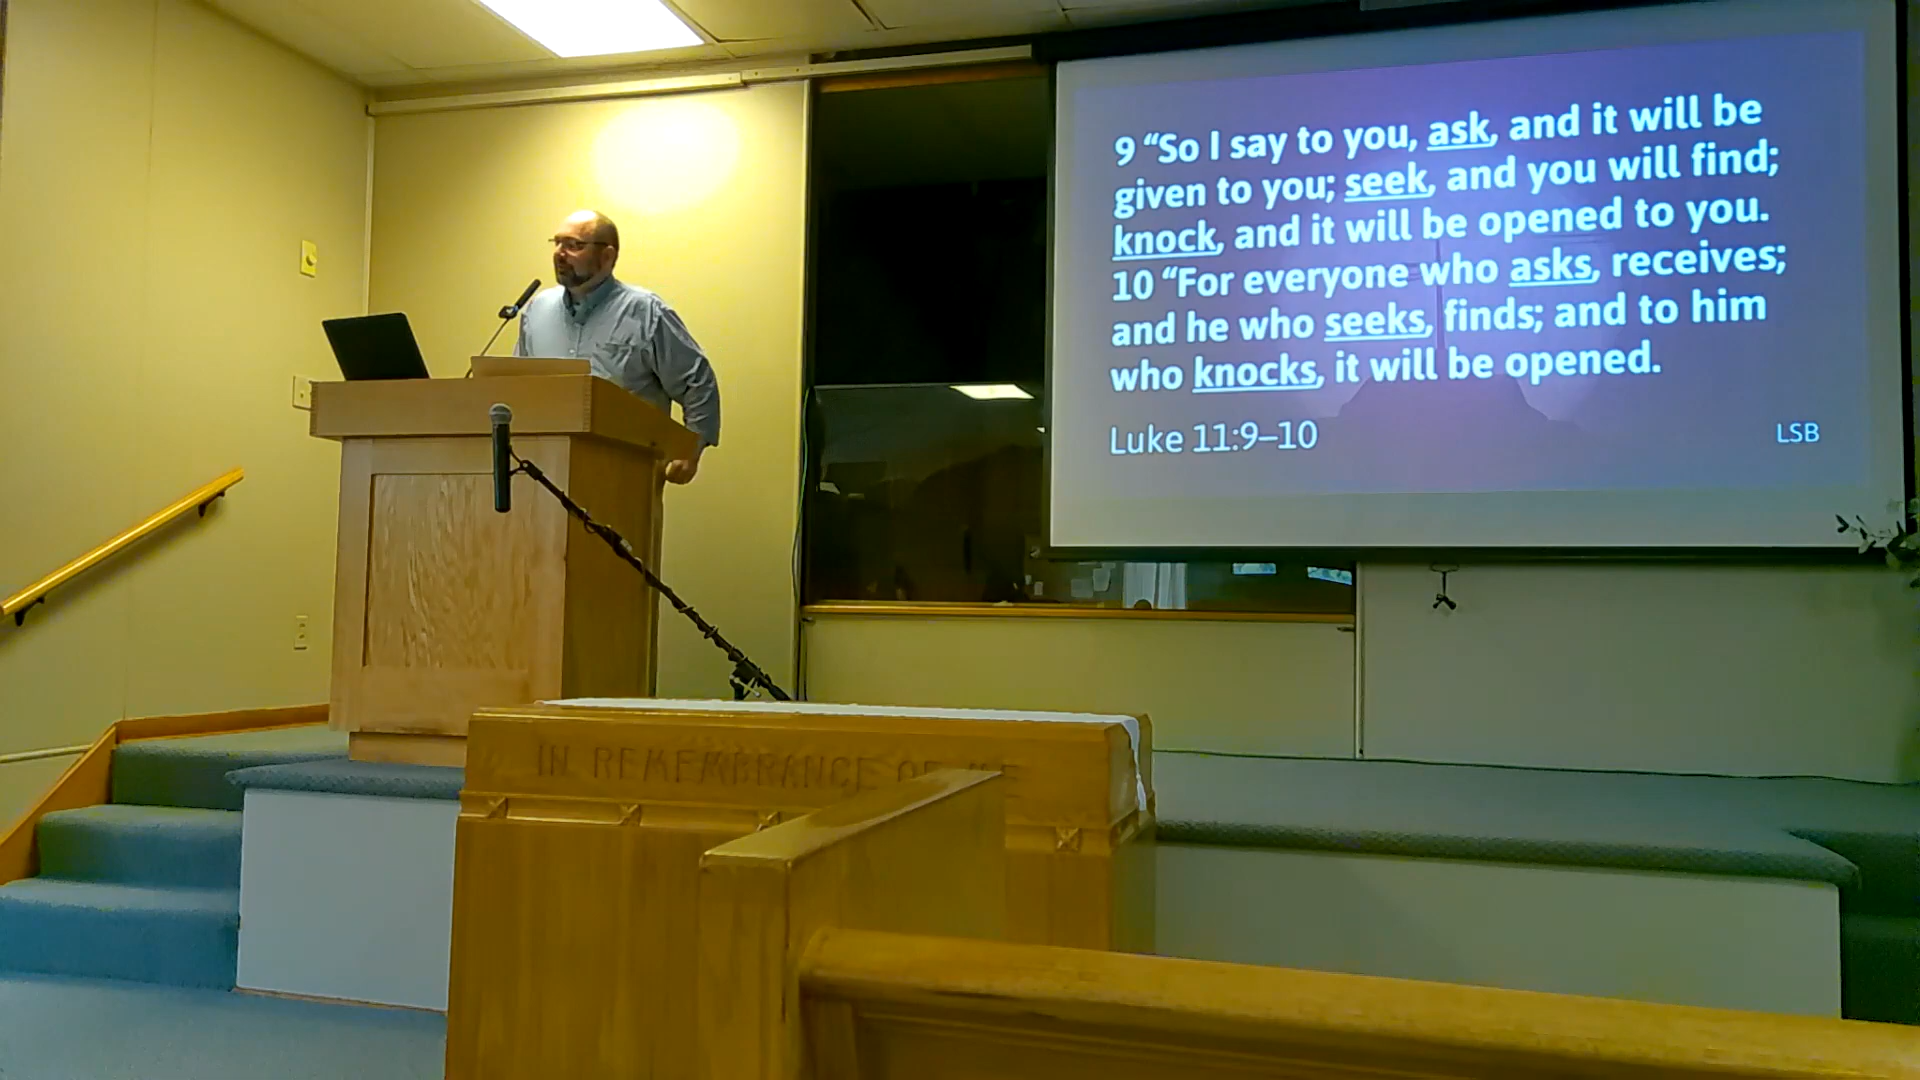 9 “So I say to you, ask, and it will be
given to you; seek, and you will find;
knock, and it will be opened to you.
10 “For everyone who asks, receives;
and he who seeks, finds; and to him
who knocks, it will be opened.
Luke 11:9–10
LSB
IN REMEMBRANCE OF ME